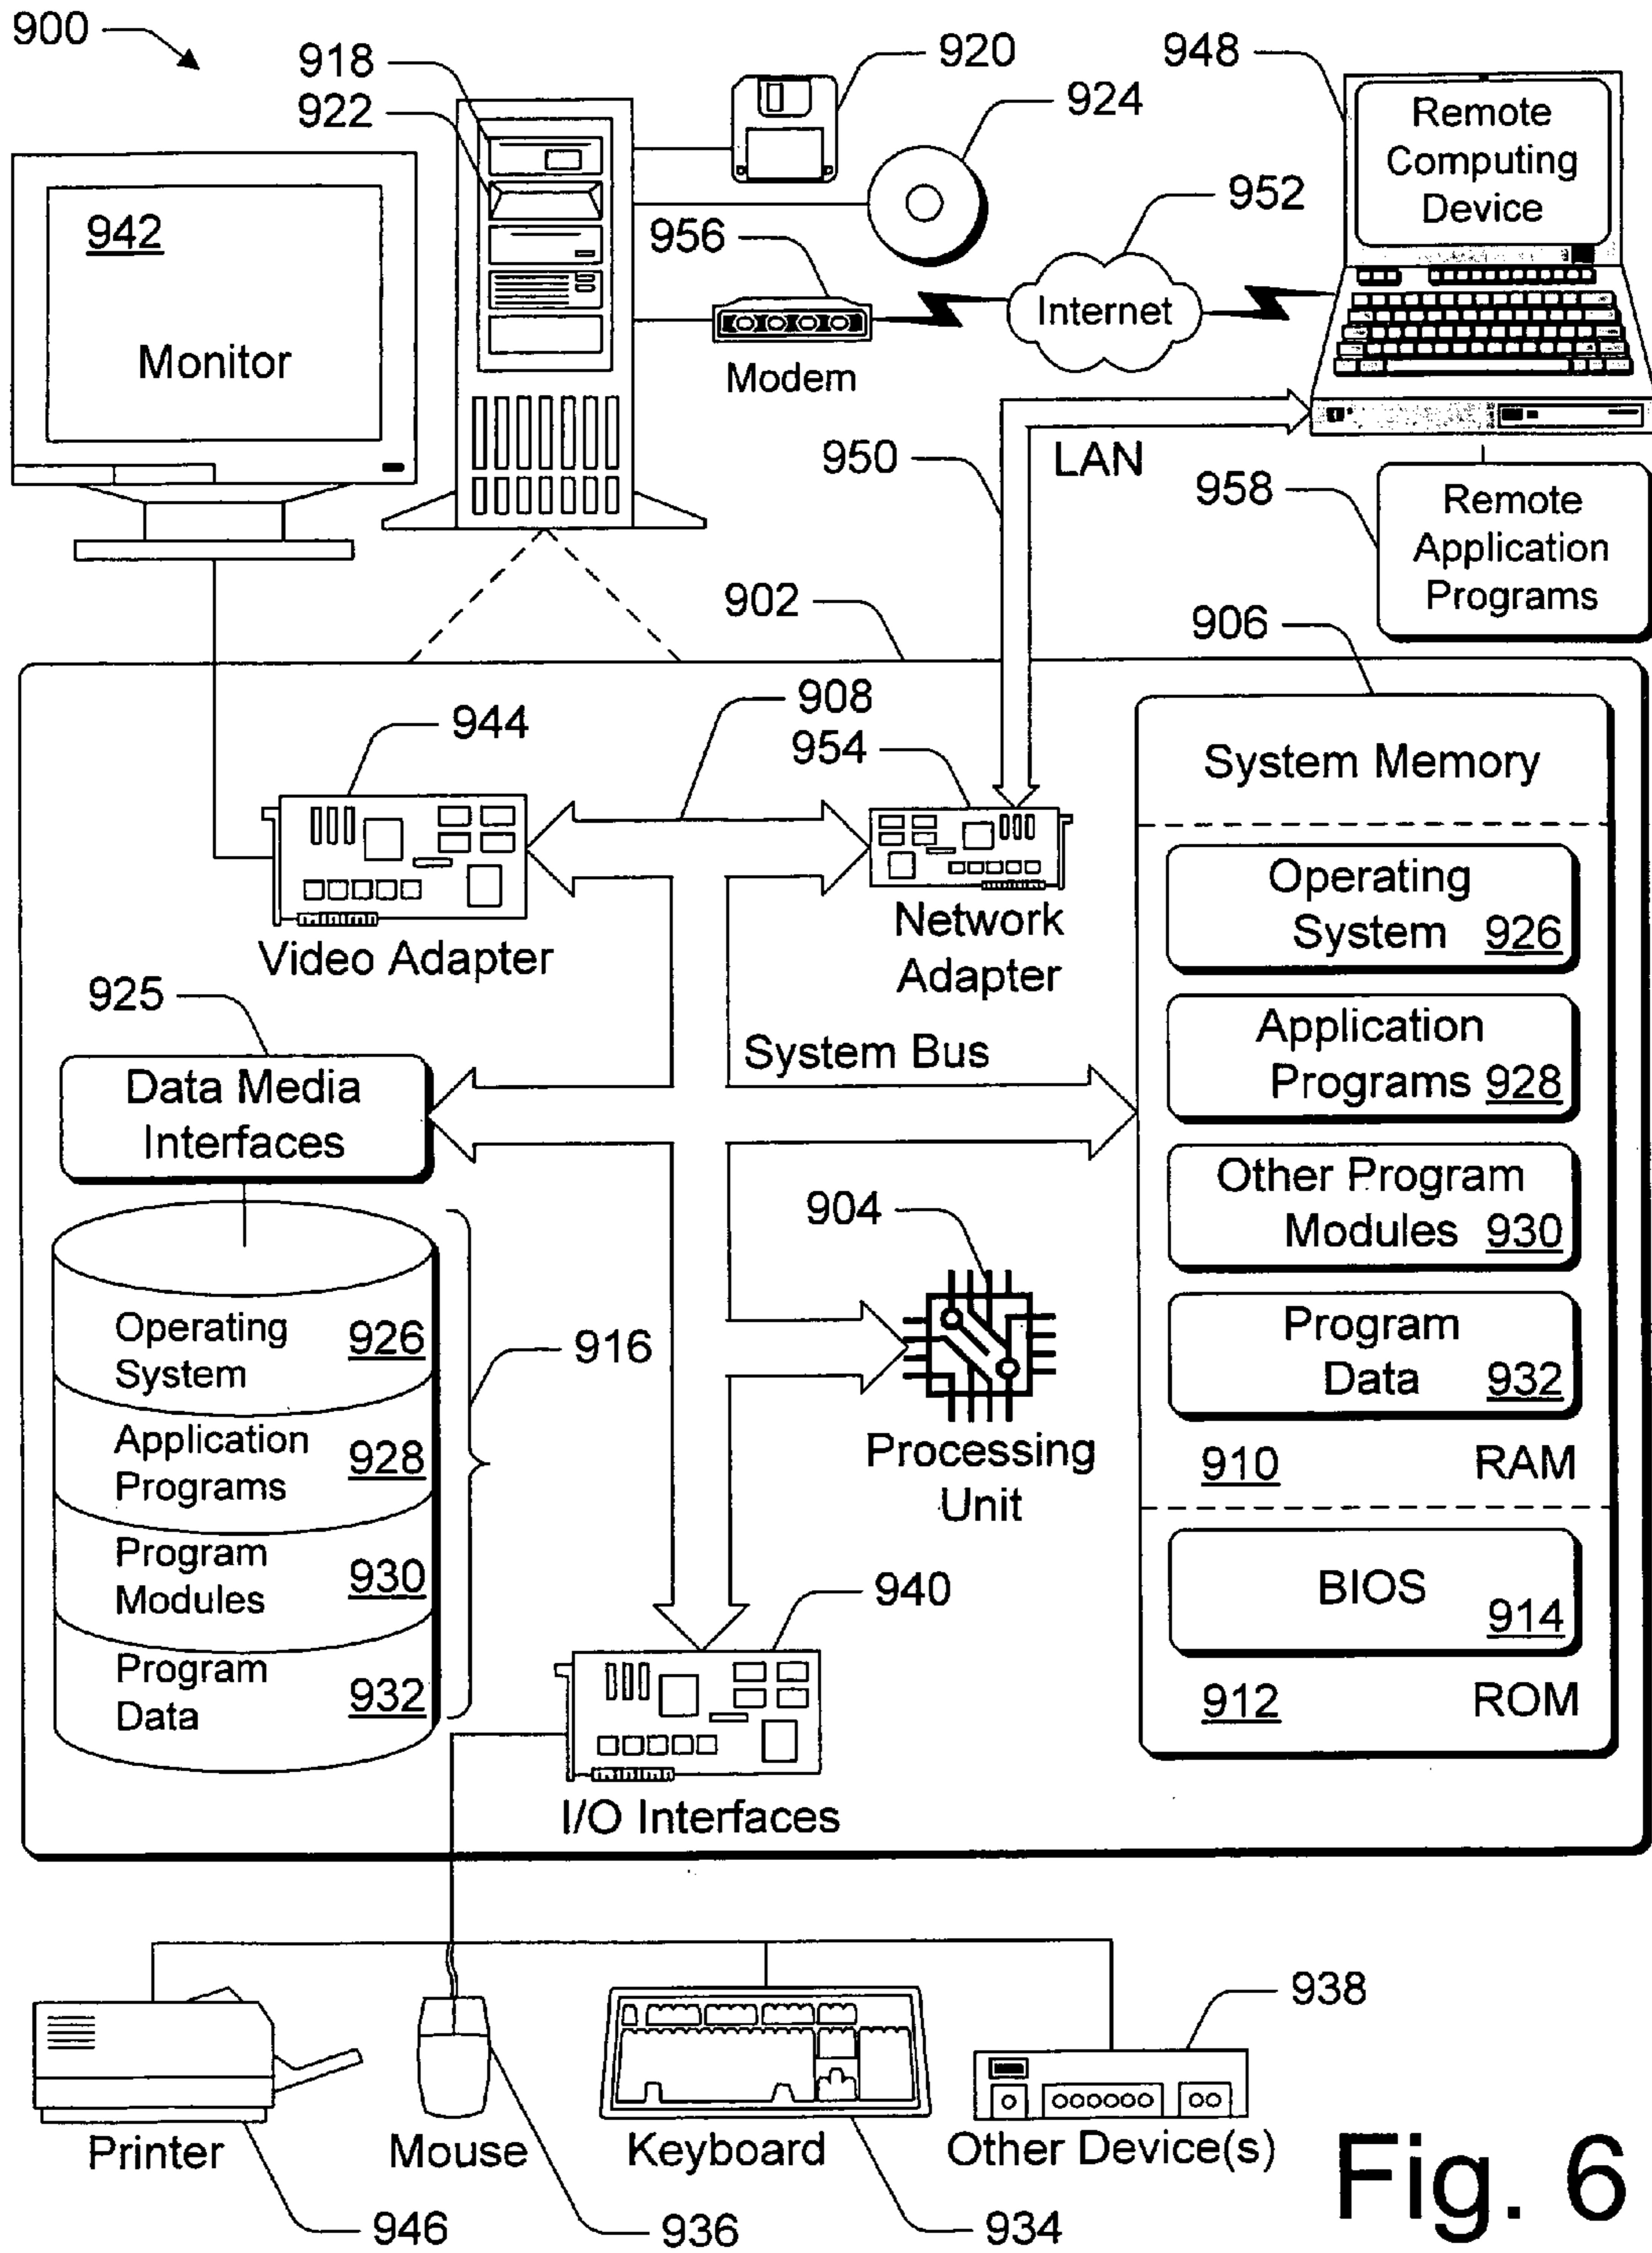 900
918
920
948
922
924
Remote
Computing
Device
942
956
952
Internet
Monitor
Modem
950
LAN
958
Remote
Application
Programs
902
906
908
944
954
System Memory
Operating
System 926
Video Adapter
Network
Adapter
925
System Bus
Application
Programs 928
Data Media
Interfaces
Other Program
Modules 930
904
Operating
System 926
916
Program
Data 932
Application
Programs 928
Processing
Unit
910 RAM
Program
Modules 930
940
BIOS
914
Program
Data 932
912 ROM
I/O Interfaces
938
Printer
Mouse
Keyboard
Other Device(s)
946
936
934
Fig. 6